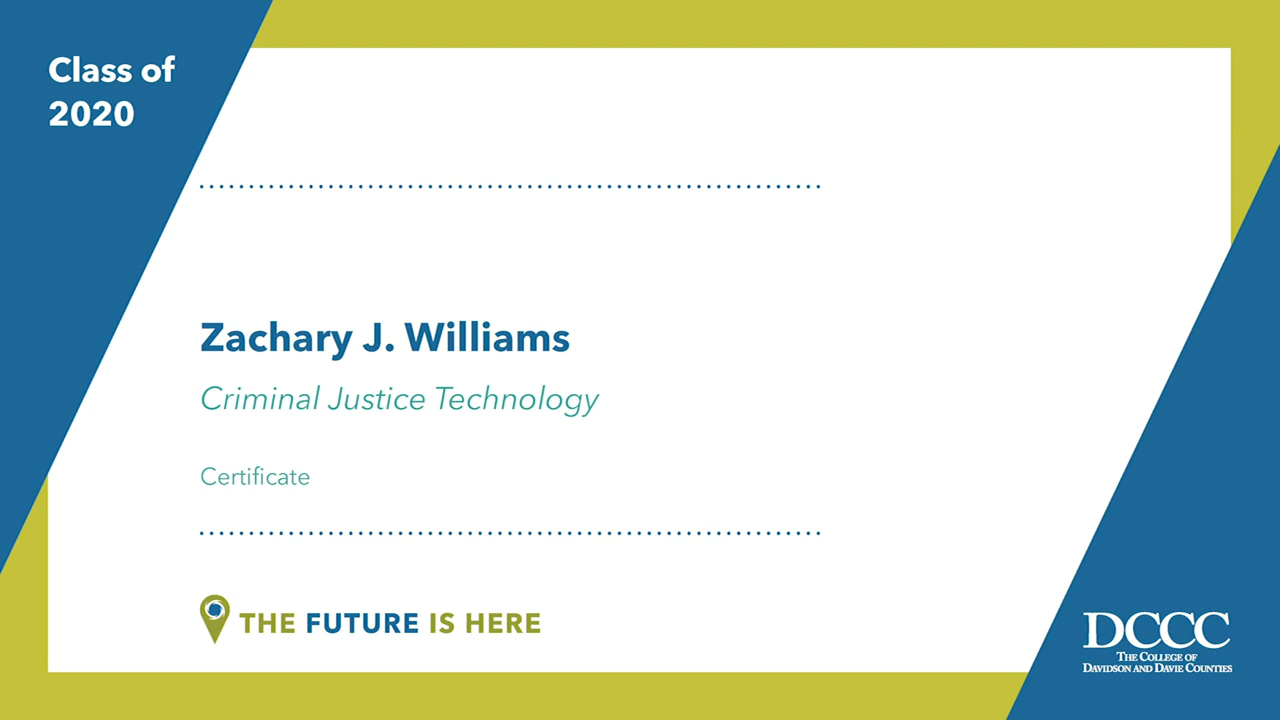 Class of
2020
Zachary J. Williams
Criminal Justice Technology
Certificate
THE FUTURE IS HERE
DCCC
THE COLLEGE OF
DAVIDSON AND DAVIE COUNTIES